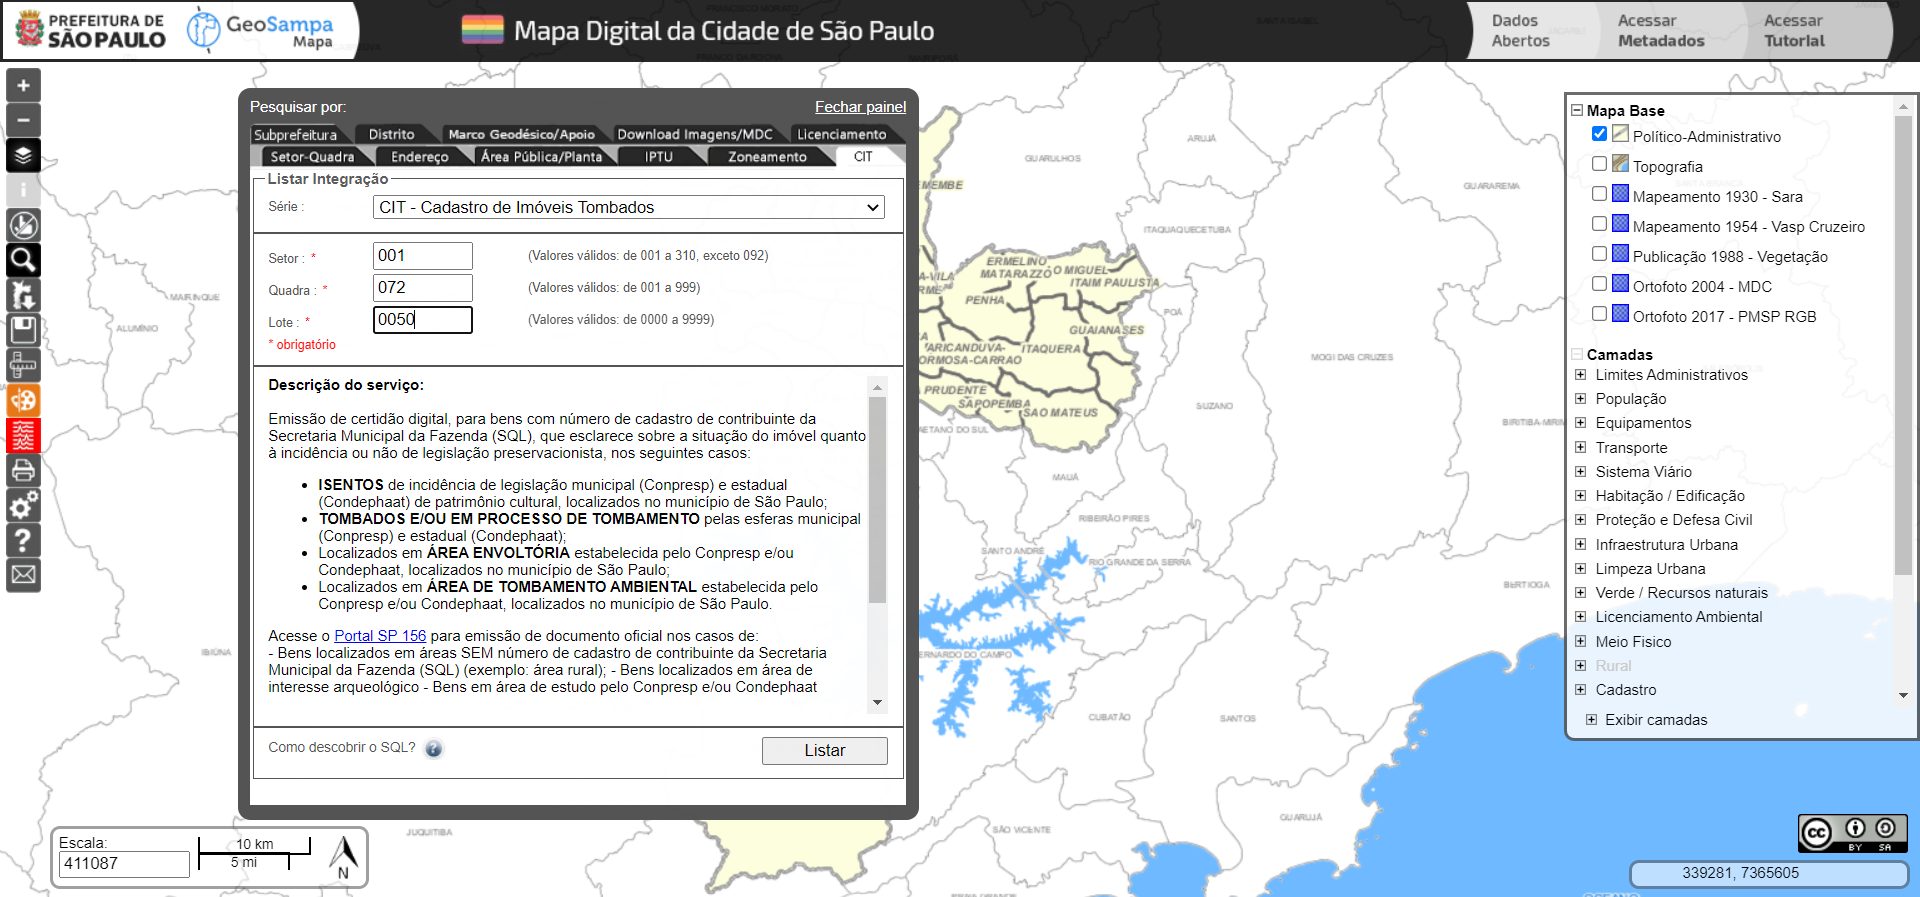 PREFEITURA DE
SÃO PAULO
GeoSampa
Mapa
Mapa Digital da Cidade de São Paulo
Dados
Abertos
Acessar
Metadados
Acessar
Tutorial
Pesquisar por:
Fechar painel
Subprefeitura
Distrito
Marco Geodésico/Apoio
Download Imagens/MDC
Licenciamento
Setor-Quadra
Endereço
Área Pública/Planta
IPTU
Zoneamento
CIT
Listar Integração
Série :
CIT - Cadastro de Imóveis Tombados
Setor : *
001
(Valores válidos: de 001 a 310, exceto 092)
Quadra : *
072
(Valores válidos: de 001 a 999)
Lote : *
0050
(Valores válidos: de 0000 a 9999)
* obrigatório
Descrição do serviço:
Emissão de certidão digital, para bens com número de cadastro de contribuinte da
Secretaria Municipal da Fazenda (SQL), que esclarece sobre a situação do imóvel quanto
à incidência ou não de legislação preservacionista, nos seguintes casos:
• ISENTOS de incidência de legislação municipal (Conpresp) e estadual
(Condephaat) de patrimônio cultural, localizados no município de São Paulo;
• TOMBADOS E/OU EM PROCESSO DE TOMBAMENTO pelas esferas municipal
(Conpresp) e estadual (Condephaat);
• Localizados em ÁREA ENVOLTÓRIA estabelecida pelo Conpresp e/ou
Condephaat, localizados no município de São Paulo;
• Localizados em ÁREA DE TOMBAMENTO AMBIENTAL estabelecida pelo
Conpresp e/ou Condephaat, localizados no município de São Paulo.
Acesse o Portal SP 156 para emissão de documento oficial nos casos de:
- Bens localizados em áreas SEM número de cadastro de contribuinte da Secretaria
Municipal da Fazenda (SQL) (exemplo: área rural); - Bens localizados em área de
interesse arqueológico - Bens em área de estudo pelo Conpresp e/ou Condephaat
Como descobrir o SQL?
Listar
Mapa Base
Político-Administrativo
Topografia
Mapeamento 1930 - Sara
Mapeamento 1954 - Vasp Cruzeiro
Publicação 1988 - Vegetação
Ortofoto 2004 - MDC
Ortofoto 2017 - PMSP RGB
Camadas
Limites Administrativos
População
Equipamentos
Transporte
Sistema Viário
Habitação / Edificação
Proteção e Defesa Civil
Infraestrutura Urbana
Limpeza Urbana
Verde / Recursos naturais
Licenciamento Ambiental
Meio Fisico
Rural
Cadastro
Exibir camadas
ARUJÁ
GUARULHOS
GUARAREMA
ITAQUAQUECETUBA
ERMELINO
MATARAZZO
O MIGUEL
ITAIM PAULISTA
PENHA
POÁ
GUAIANASES
ARICANDUVA-
ORMOSA-CARRAO
ITAQUERA
PRUDENTE
SAPOPEMBA
SAO MATEUS
MOGI DAS CRUZES
SUZANO
MAUÁ
RIBEIRÃO PIRES
SANTO ANDRÉ
RIO GRANDE DA SERRA
BERTIOGA
CUBATÃO
SANTOS
GUARUJÁ
SÃO VICENTE
JUQUITIBA
IBIÚNA
ALUMÍNIO
MAIRINQUE
Escala:
411087
10 km
5 mi
N
cc
BY SA
339281, 7365605